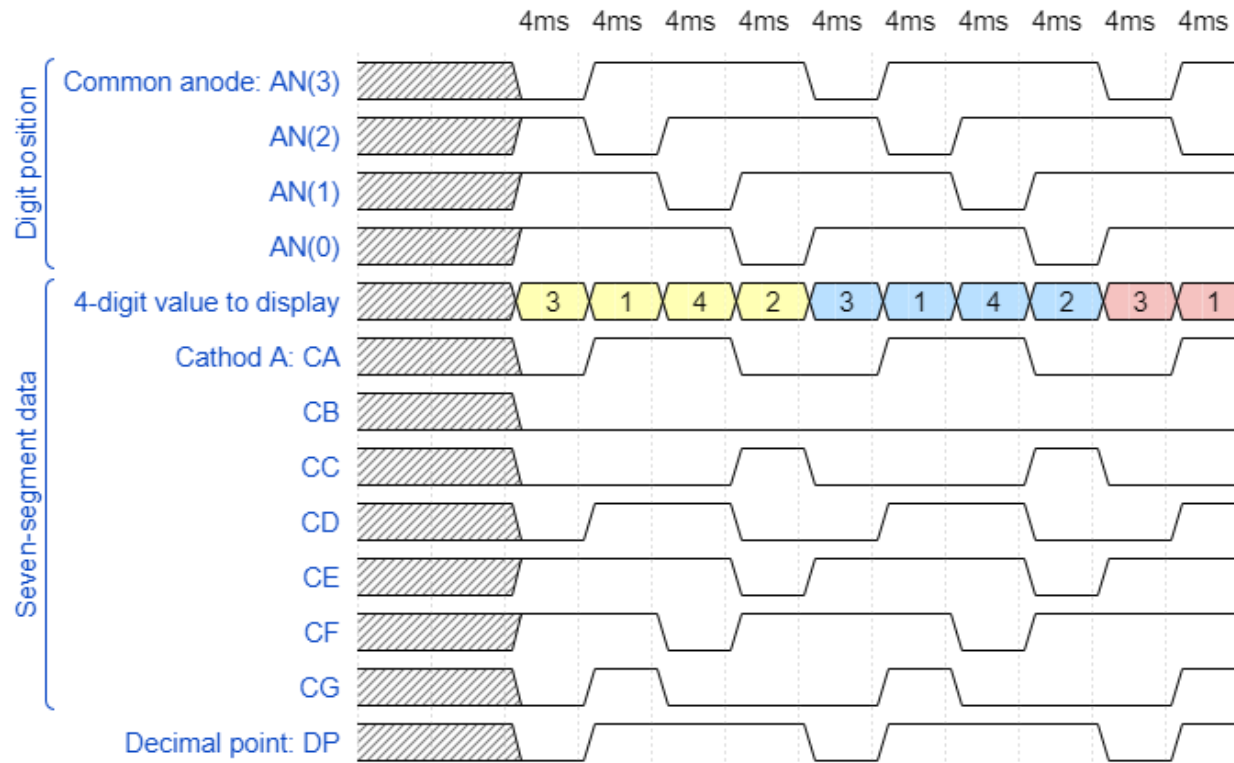 4ms 4ms 4ms 4ms 4ms 4ms 4ms 4ms 4ms 4ms
Digit position
Common anode: AN(3)
AN(2)
AN(1)
AN(0)
Seven-segment data
4-digit value to display 3 1 4 2 3 1 4 2 3 1
Cathod A: CA
CB
CC
CD
CE
CF
CG
Decimal point: DP